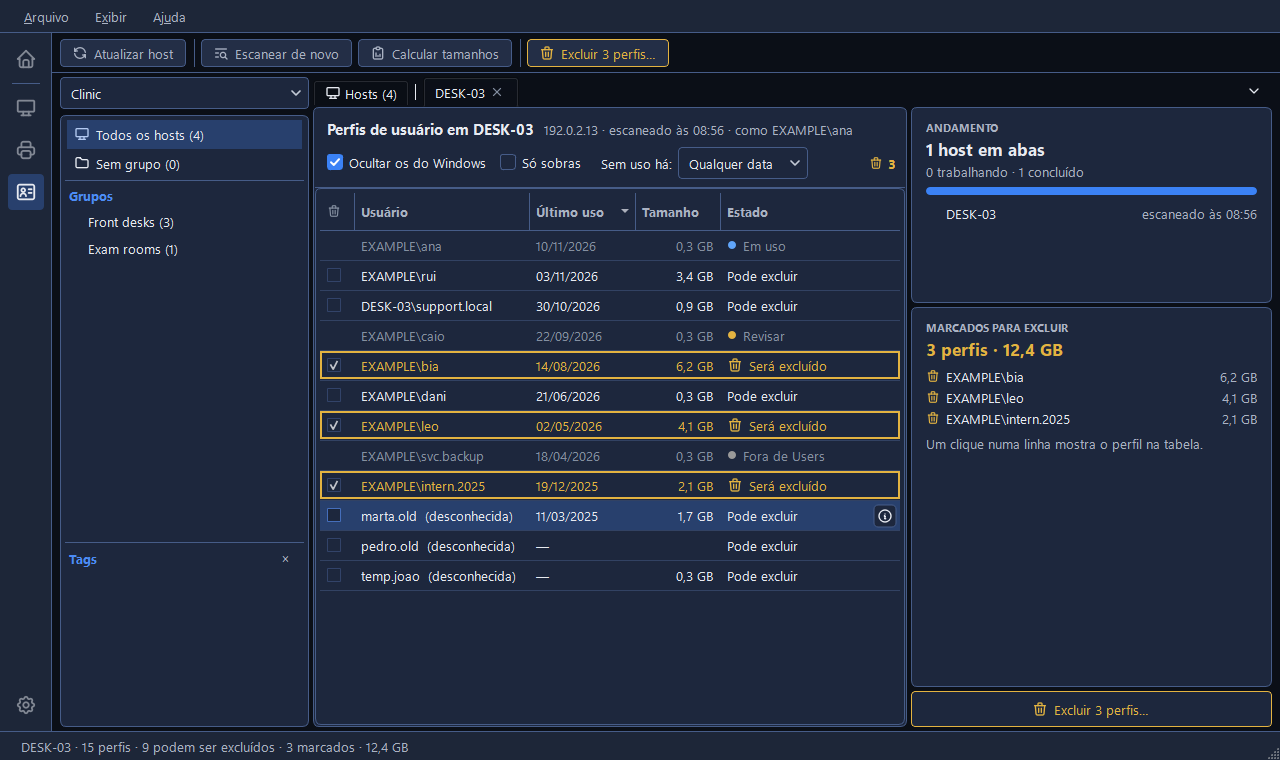 Arquivo Exibir Ajuda
Atualizar host Escanear de novo Calcular tamanhos Excluir 3 perfis...
Clinic
Todos os hosts (4)
Sem grupo (0)
Grupos
Front desks (3)
Exam rooms (1)
Tags ×
Hosts (4) DESK-03
Perfis de usuário em DESK-03 192.0.2.13 · escaneado às 08:56 · como EXAMPLE\ana
Ocultar os do Windows Só sobras Sem uso há: Qualquer data 3
Usuário Último uso Tamanho Estado
EXAMPLE\ana 10/11/2026 0,3 GB Em uso
EXAMPLE\rui 03/11/2026 3,4 GB Pode excluir
DESK-03\support.local 30/10/2026 0,9 GB Pode excluir
EXAMPLE\caio 22/09/2026 0,3 GB Revisar
EXAMPLE\bia 14/08/2026 6,2 GB Será excluído
EXAMPLE\dani 21/06/2026 0,3 GB Pode excluir
EXAMPLE\leo 02/05/2026 4,1 GB Será excluído
EXAMPLE\svc.backup 18/04/2026 0,3 GB Fora de Users
EXAMPLE\intern.2025 19/12/2025 2,1 GB Será excluído
marta.old (desconhecida) 11/03/2025 1,7 GB Pode excluir
pedro.old (desconhecida) — Pode excluir
temp.joao (desconhecida) — 0,3 GB Pode excluir
ANDAMENTO
1 host em abas
0 trabalhando · 1 concluído
DESK-03 escaneado às 08:56
MARCADOS PARA EXCLUIR
3 perfis · 12,4 GB
EXAMPLE\bia 6,2 GB
EXAMPLE\leo 4,1 GB
EXAMPLE\intern.2025 2,1 GB
Um clique numa linha mostra o perfil na tabela.
Excluir 3 perfis...
DESK-03 · 15 perfis · 9 podem ser excluídos · 3 marcados · 12,4 GB